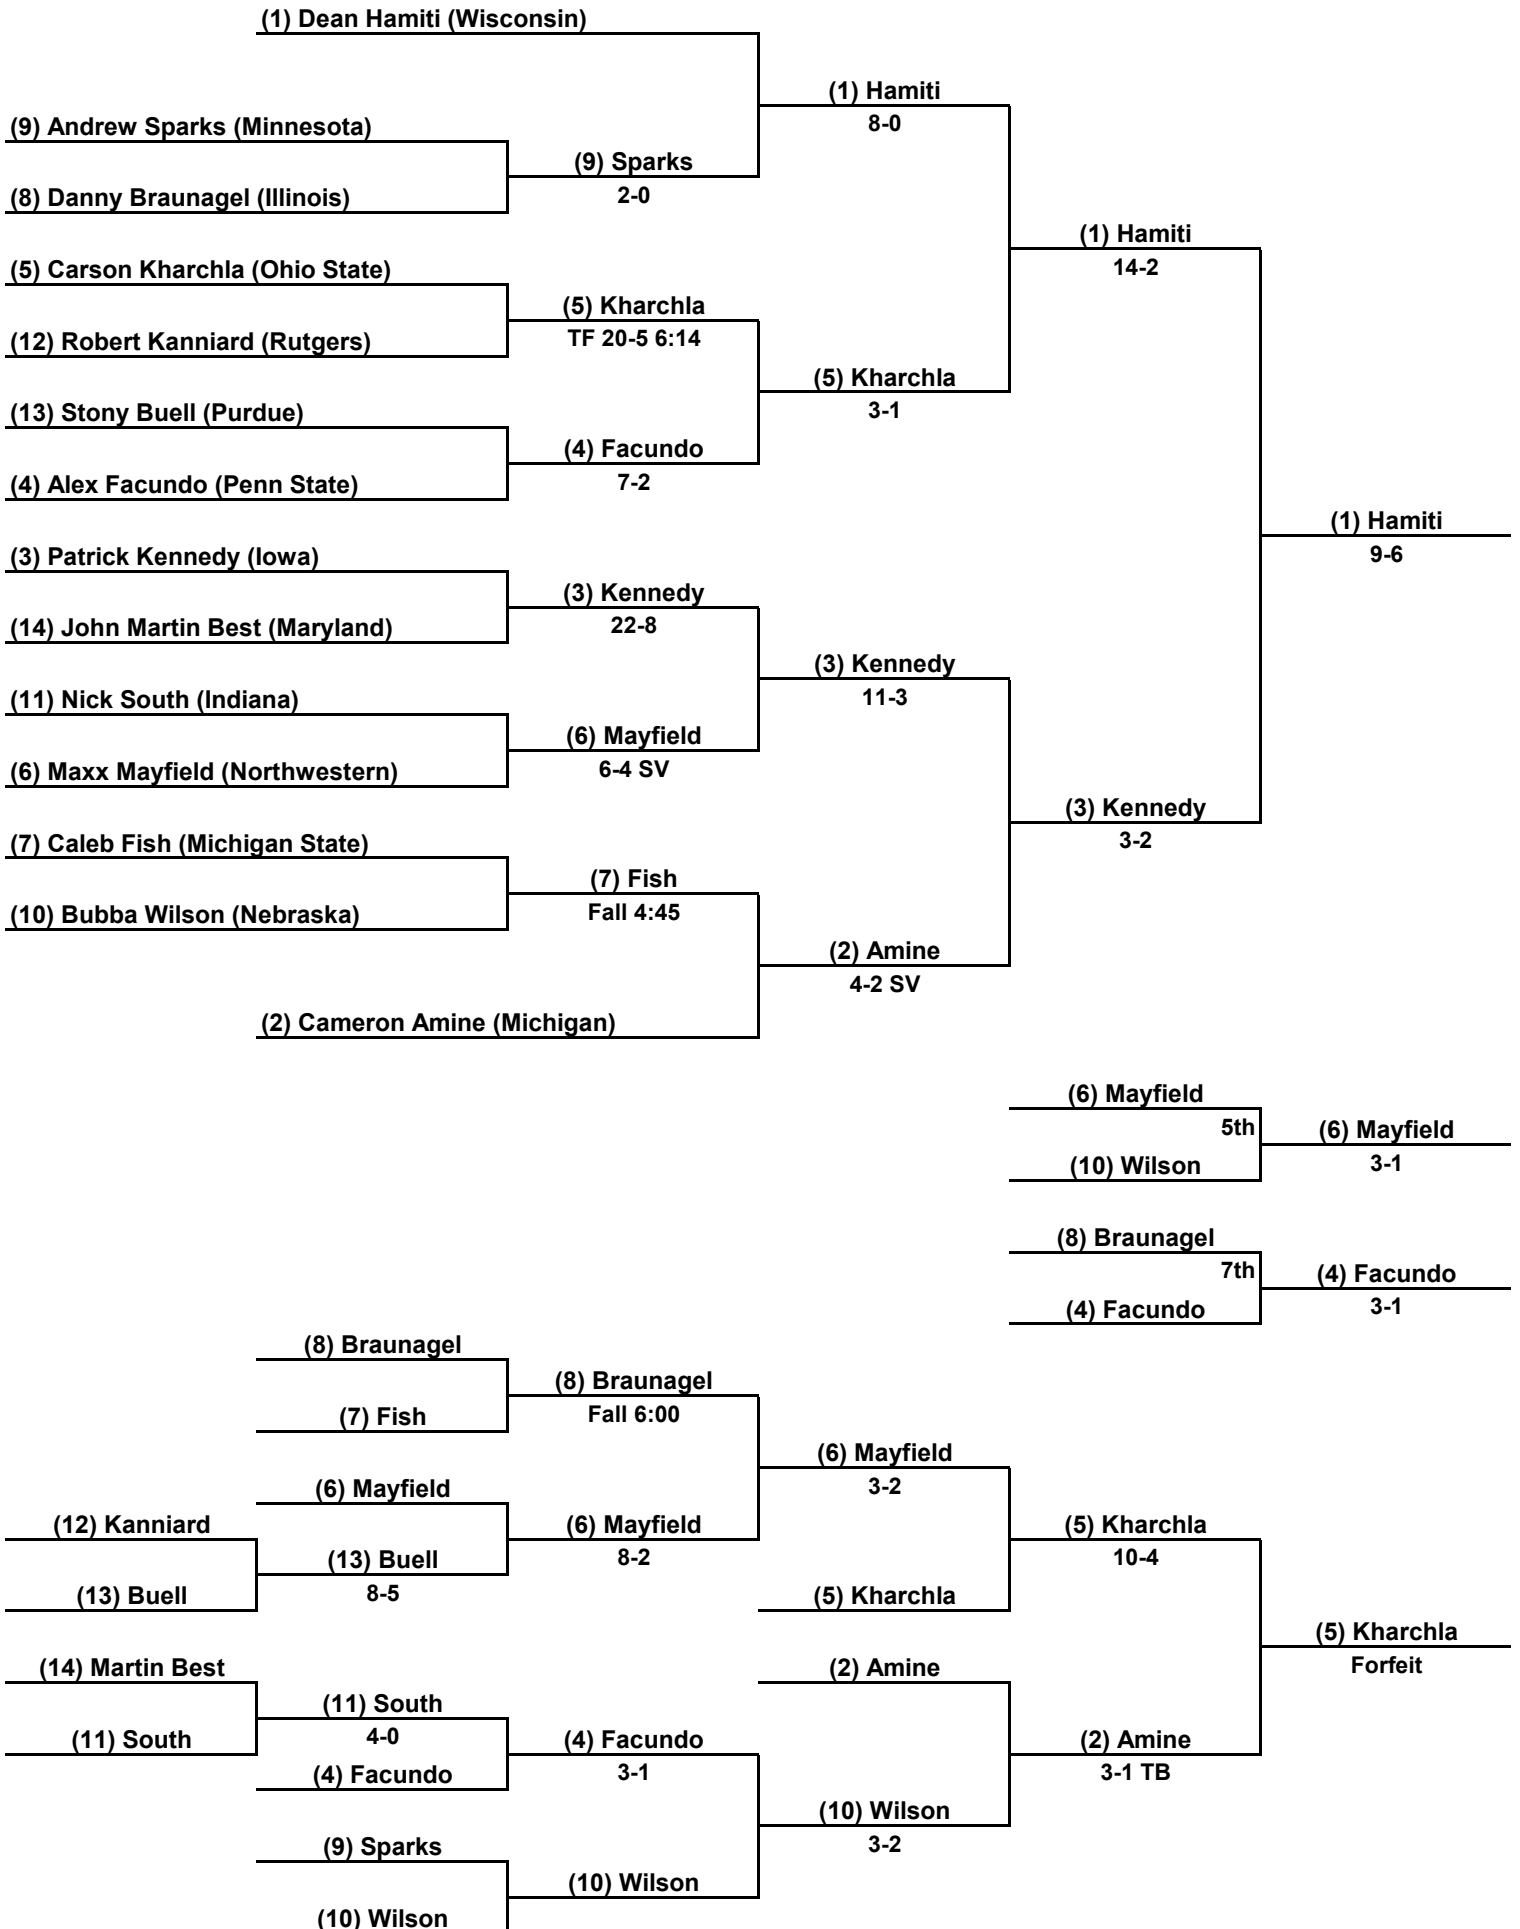 (1) Dean Hamiti (Wisconsin)
(1) Hamiti
8-0
(9) Andrew Sparks (Minnesota)
(9) Sparks
2-0
(8) Danny Braunagel (Illinois)
(1) Hamiti
14-2
(5) Carson Kharchla (Ohio State)
(5) Kharchla
TF 20-5 6:14
(12) Robert Kanniard (Rutgers)
(5) Kharchla
3-1
(13) Stony Buell (Purdue)
(4) Facundo
7-2
(4) Alex Facundo (Penn State)
(1) Hamiti
9-6
(3) Patrick Kennedy (Iowa)
(3) Kennedy
22-8
(14) John Martin Best (Maryland)
(3) Kennedy
11-3
(11) Nick South (Indiana)
(6) Mayfield
6-4 SV
(6) Maxx Mayfield (Northwestern)
(3) Kennedy
3-2
(7) Caleb Fish (Michigan State)
(7) Fish
Fall 4:45
(10) Bubba Wilson (Nebraska)
(2) Amine
4-2 SV
(2) Cameron Amine (Michigan)
(6) Mayfield
5th
(6) Mayfield
3-1
(10) Wilson
(8) Braunagel
7th
(4) Facundo
3-1
(4) Facundo
(8) Braunagel
(8) Braunagel
Fall 6:00
(7) Fish
(6) Mayfield
3-2
(6) Mayfield
(12) Kanniard
(6) Mayfield
8-2
(5) Kharchla
10-4
(13) Buell
8-5
(13) Buell
(5) Kharchla
(5) Kharchla
Forfeit
(14) Martin Best
(2) Amine
(11) South
4-0
(11) South
(4) Facundo
3-1
(2) Amine
3-1 TB
(4) Facundo
(10) Wilson
3-2
(9) Sparks
(10) Wilson
(10) Wilson